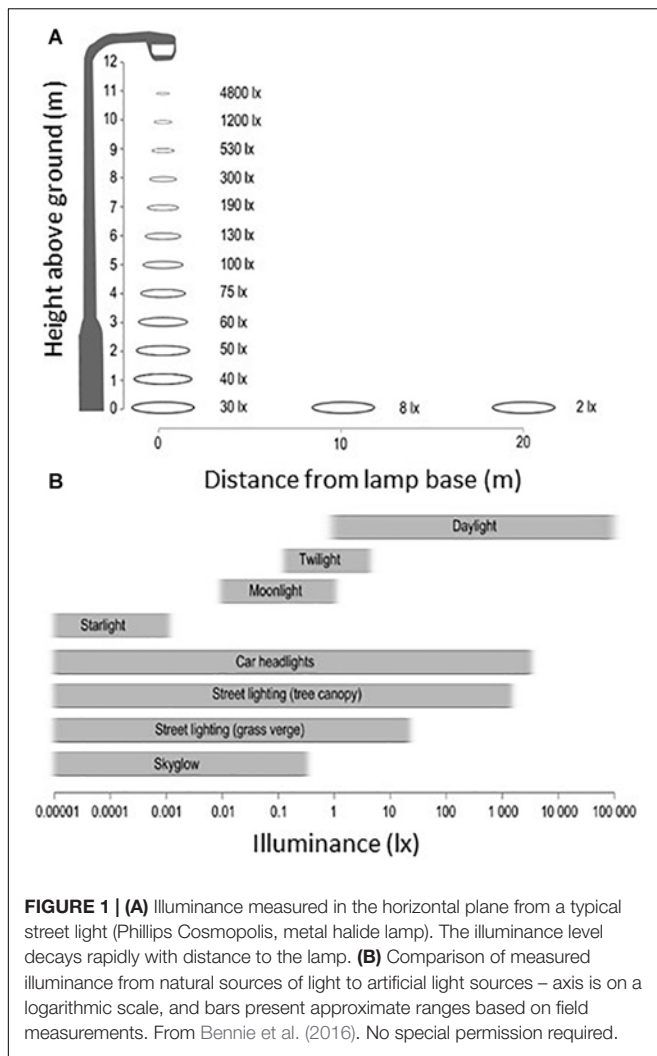 A
Height above ground (m)
12
11 4800 lx
10 1200 lx
9 530 lx
8 300 lx
7 190 lx
6 130 lx
5 100 lx
4 75 lx
3 60 lx
2 50 lx
1 40 lx
0 30 lx 8 lx 2 lx
0 10 20
Distance from lamp base (m)
B
Daylight
Twilight
Moonlight
Starlight
Car headlights
Street lighting (tree canopy)
Street lighting (grass verge)
Skyglow
0.00001 0.0001 0.001 0.01 0.1 1 10 100 1 000 10 000 100 000
Illuminance (lx)
FIGURE 1 | (A) Illuminance measured in the horizontal plane from a typical
street light (Phillips Cosmopolis, metal halide lamp). The illuminance level
decays rapidly with distance to the lamp. (B) Comparison of measured
illuminance from natural sources of light to artificial light sources – axis is on a
logarithmic scale, and bars present approximate ranges based on field
measurements. From Bennie et al. (2016). No special permission required.